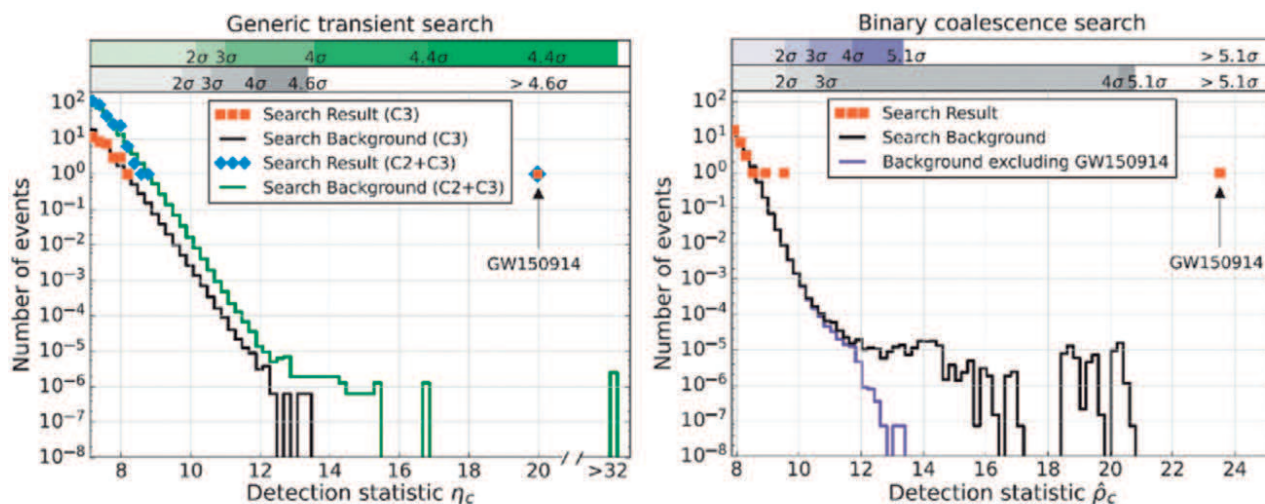 Generic transient search
2σ 3σ 4σ 4.4σ 4.4σ
2σ 3σ 4σ 4.6σ > 4.6σ
Search Result (C3)
Search Background (C3)
Search Result (C2+C3)
Search Background (C2+C3)
GW150914
Number of events
10² 10¹ 10⁰ 10⁻¹ 10⁻² 10⁻³ 10⁻⁴ 10⁻⁵ 10⁻⁶ 10⁻⁷ 10⁻⁸
8 10 12 14 16 18 20 >32
Detection statistic η_c
Binary coalescence search
2σ 3σ 4σ 5.1σ > 5.1σ
2σ 3σ 4σ 5.1σ > 5.1σ
Search Result
Search Background
Background excluding GW150914
GW150914
Number of events
10² 10¹ 10⁰ 10⁻¹ 10⁻² 10⁻³ 10⁻⁴ 10⁻⁵ 10⁻⁶ 10⁻⁷ 10⁻⁸
8 10 12 14 16 18 20 22 24
Detection statistic ρ̂_c